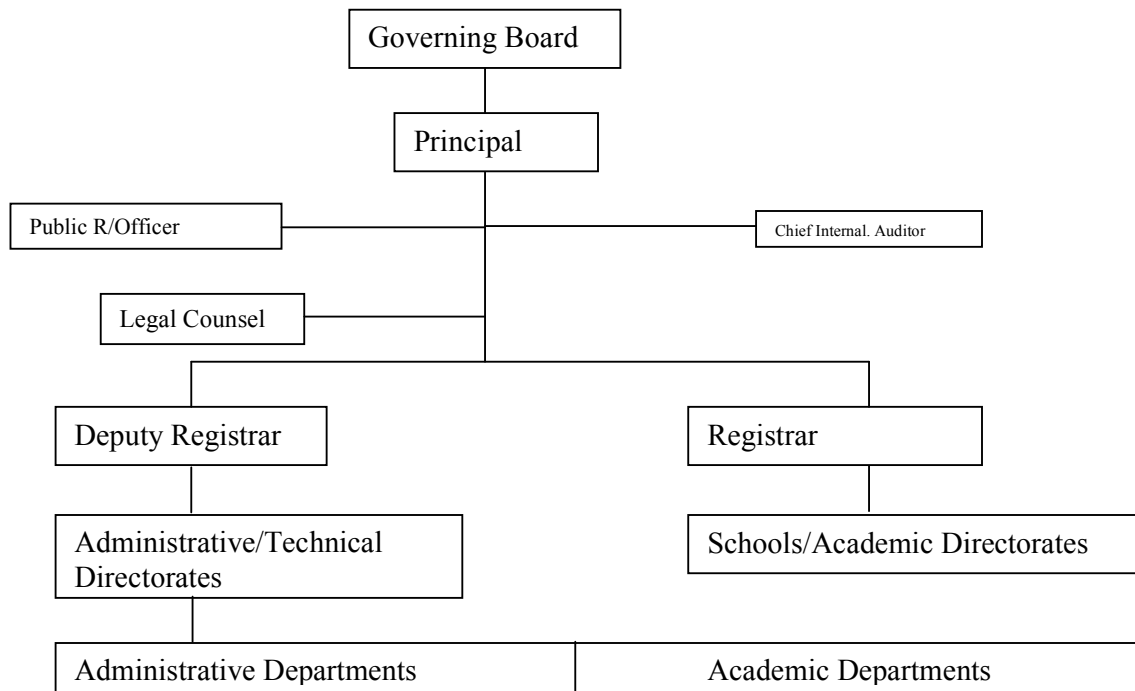 Governing Board
Principal
Public R/Officer
Chief Internal. Auditor
Legal Counsel
Deputy Registrar
Registrar
Administrative/Technical
Directorates
Schools/Academic Directorates
Administrative Departments
Academic Departments